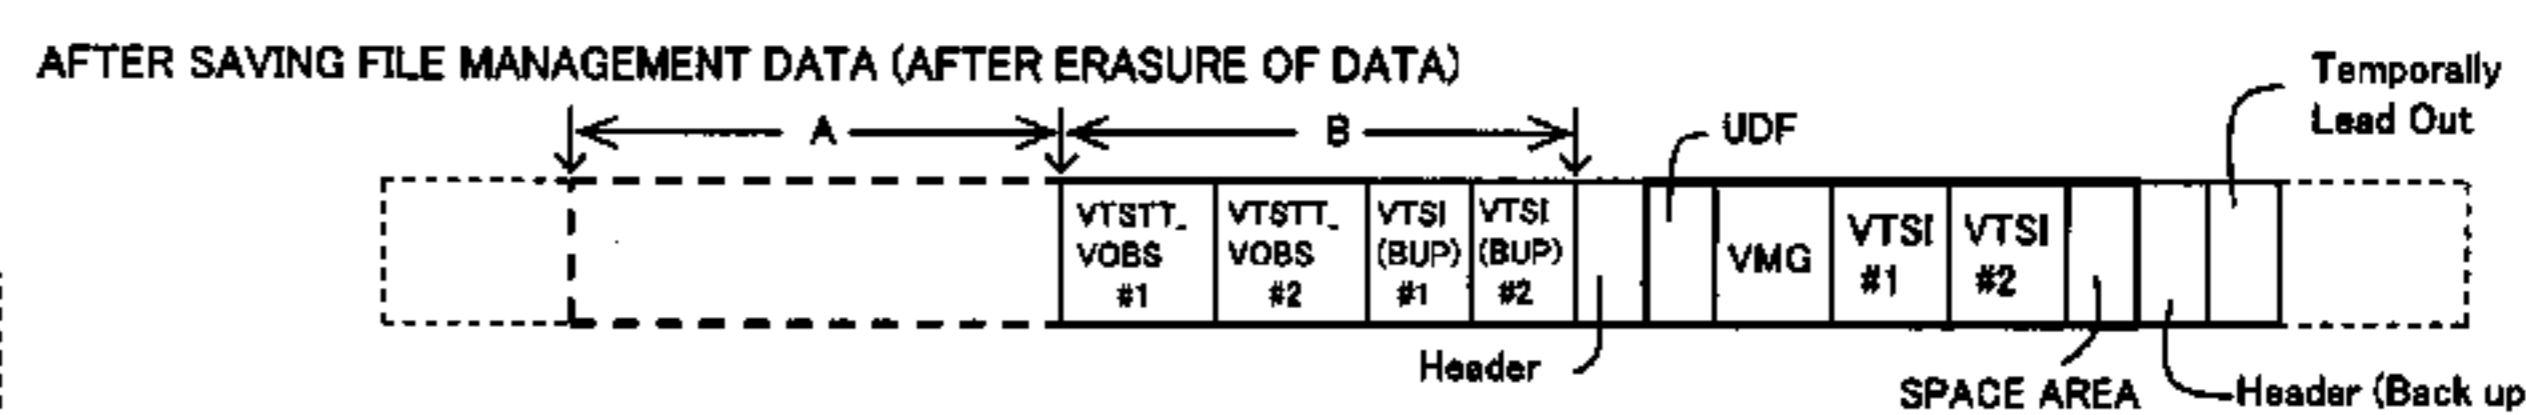 AFTER SAVING FILE MANAGEMENT DATA (AFTER ERASURE OF DATA)
Temporally
Lead Out
A
B
UDF
VTSTT_
VOBS
#1
VTSTT_
VOBS
#2
VTSI
(BUP)
#1
VTSI
(BUP)
#2
VMG
VTSI
#1
VTSI
#2
Header
SPACE AREA
Header (Back up